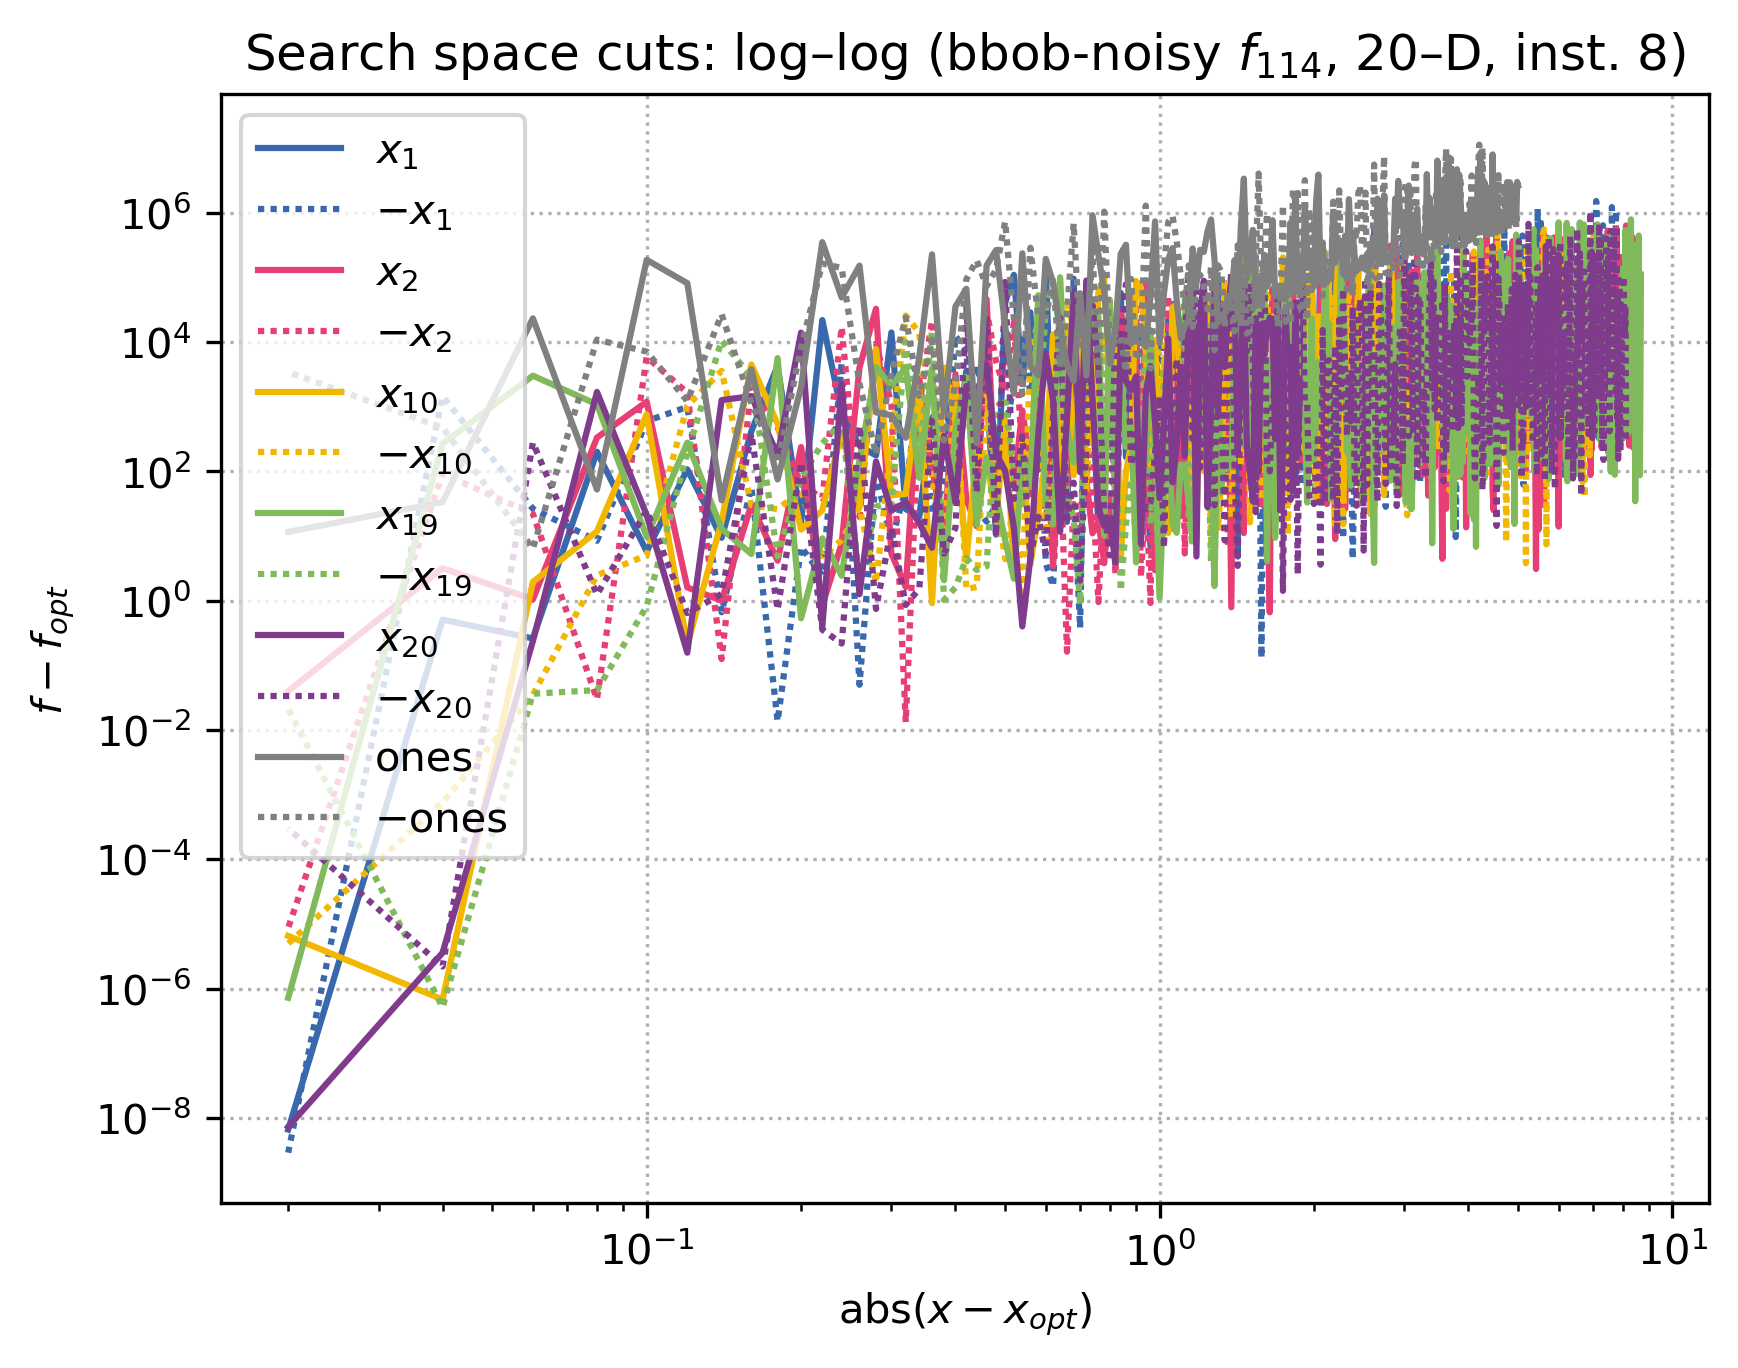 Search space cuts: log–log (bbob-noisy $f_{114}$, 20–D, inst. 8)
$x_1$
$-x_1$
$x_2$
$-x_2$
$x_{10}$
$-x_{10}$
$x_{19}$
$-x_{19}$
$x_{20}$
$-x_{20}$
ones
−ones
$f - f_{opt}$
$10^6$
$10^4$
$10^2$
$10^0$
$10^{-2}$
$10^{-4}$
$10^{-6}$
$10^{-8}$
$10^{-1}$ $10^0$ $10^1$
abs($x - x_{opt}$)